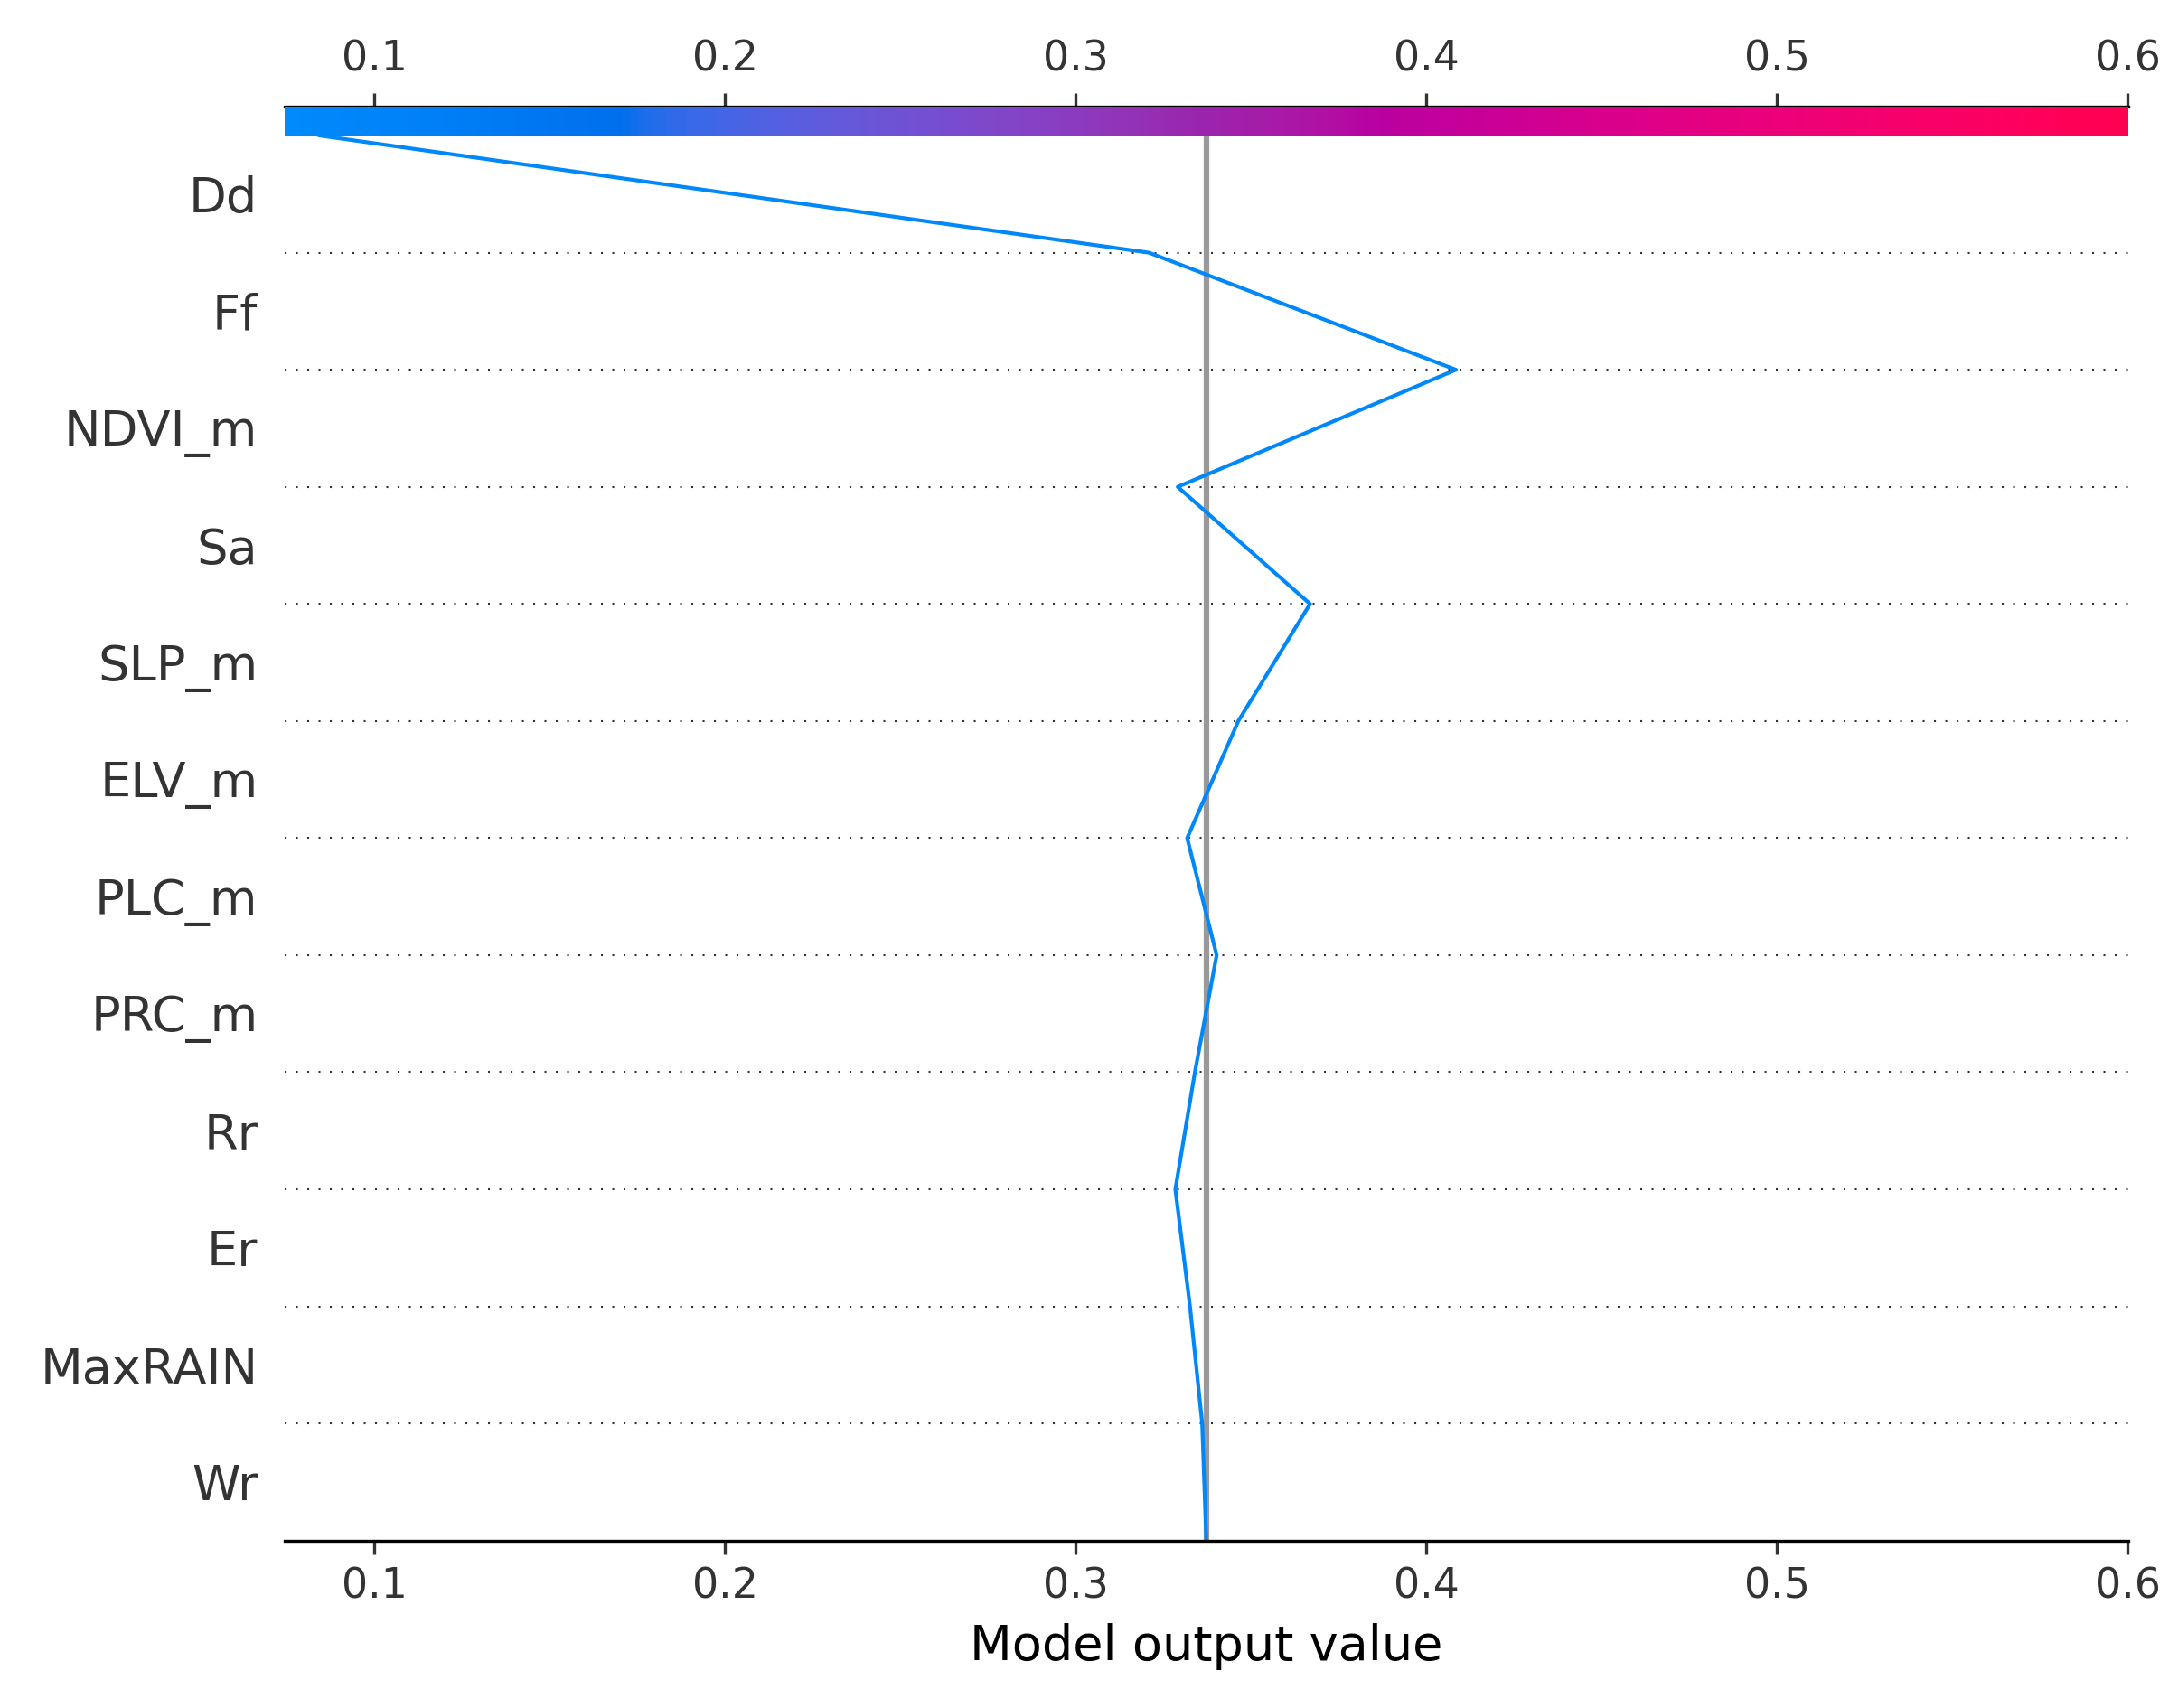 0.1 0.2 0.3 0.4 0.5 0.6
Dd
Ff
NDVI_m
Sa
SLP_m
ELV_m
PLC_m
PRC_m
Rr
Er
MaxRAIN
Wr
0.1 0.2 0.3 0.4 0.5 0.6
Model output value